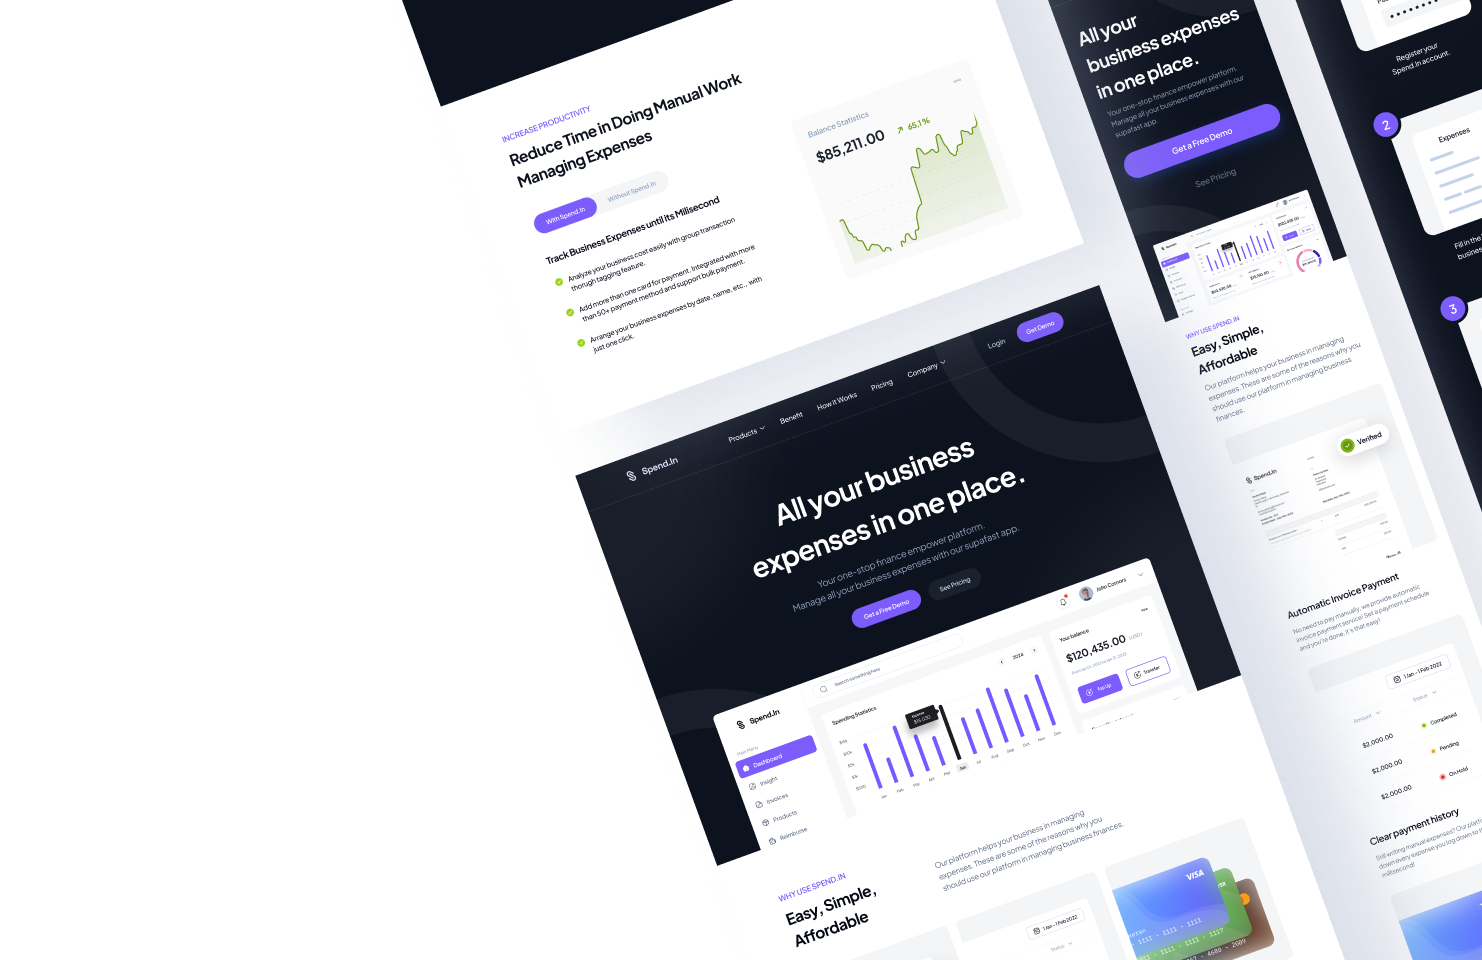 INCREASE PRODUCTIVITY
Reduce Time in Doing Manual Work
Managing Expenses
With Spend.In
Without Spend.In
Track Business Expenses until its Milisecond
Analyze your business cost easily with group transaction
thorugh tagging feature.
Add more than one card for payment. Integrated with more
than 50+ payment method and support bulk payment.
Arrange your business expenses by date, name, etc., with
just one click.
Balance Statistics
$85,211.00
65,1%
Spend.In
Products
Benefit
How it Works
Pricing
Company
Login
Get Demo
All your business
expenses in one place.
Your one-stop finance empower platform.
Manage all your business expenses with our supafast app.
Get a Free Demo
See Pricing
Spend.In
Search something here
John Connors
Main Menu
Dashboard
Insight
Invoices
Products
Reimburse
Spending Statistics
2024
Jan
Feb
Mar
Apr
May
Jun
Jul
Aug
Sep
Oct
Nov
Dec
Your balance
$120,435.00 (USD)
Top Up
Transfer
WHY USE SPEND.IN
Easy, Simple,
Affordable
Our platform helps your business in managing
expenses. These are some of the reasons why you
should use our platform in managing business finances.
1 Jan - 1 Feb 2022
Status
VISA
1111 - 1111 - 1111
1111 - 1111 - 1117
4680 - 2089
All your
business expenses
in one place.
Your one-stop finance empower platform.
Manage all your business expenses with our
supafast app.
Get a Free Demo
See Pricing
WHY USE SPEND.IN
Easy, Simple,
Affordable
Our platform helps your business in managing
expenses. These are some of the reasons why you
should use our platform in managing business
finances.
Verified
Spend.In
Automatic Invoice Payment
No need to pay manually, we provide automatic
invoice payment service! Set a payment schedule
and you're done, it's that easy!
1 Jan - 1 Feb 2022
Amount
Status
$2,000.00
Completed
$2,000.00
Pending
$2,000.00
OnHold
Clear payment history
Still writing manual expenses? Our platf
down every expense you log down to t
millisecond!
Register your
Spend.In account.
2
Expenses
Fill in the
busines
3